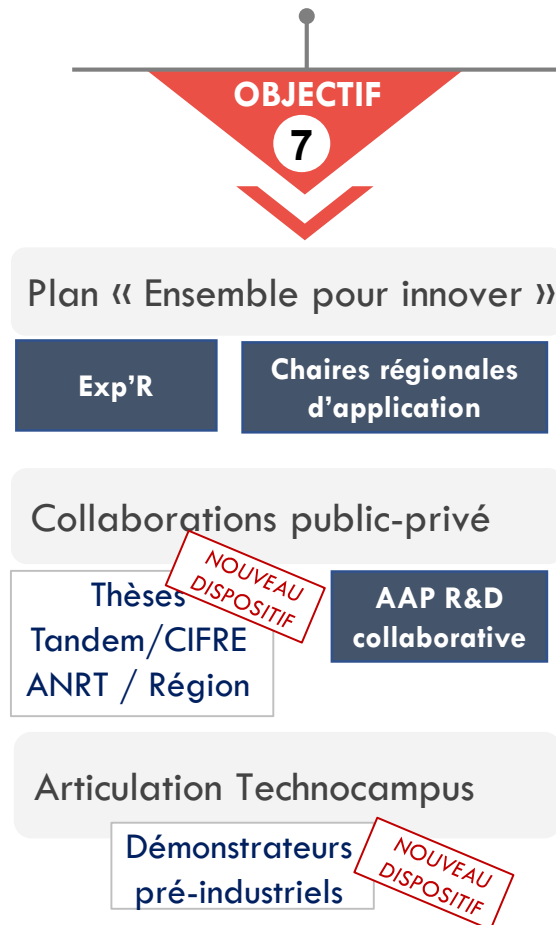 OBJECTIF
7
Plan « Ensemble pour innover »
Exp’R
Chaires régionales
d’application
Collaborations public-privé
NOUVEAU
DISPOSITIF
Thèses
Tandem/CIFRE
ANRT / Région
AAP R&D
collaborative
Articulation Technocampus
Démonstrateurs
pré-industriels
NOUVEAU
DISPOSITIF